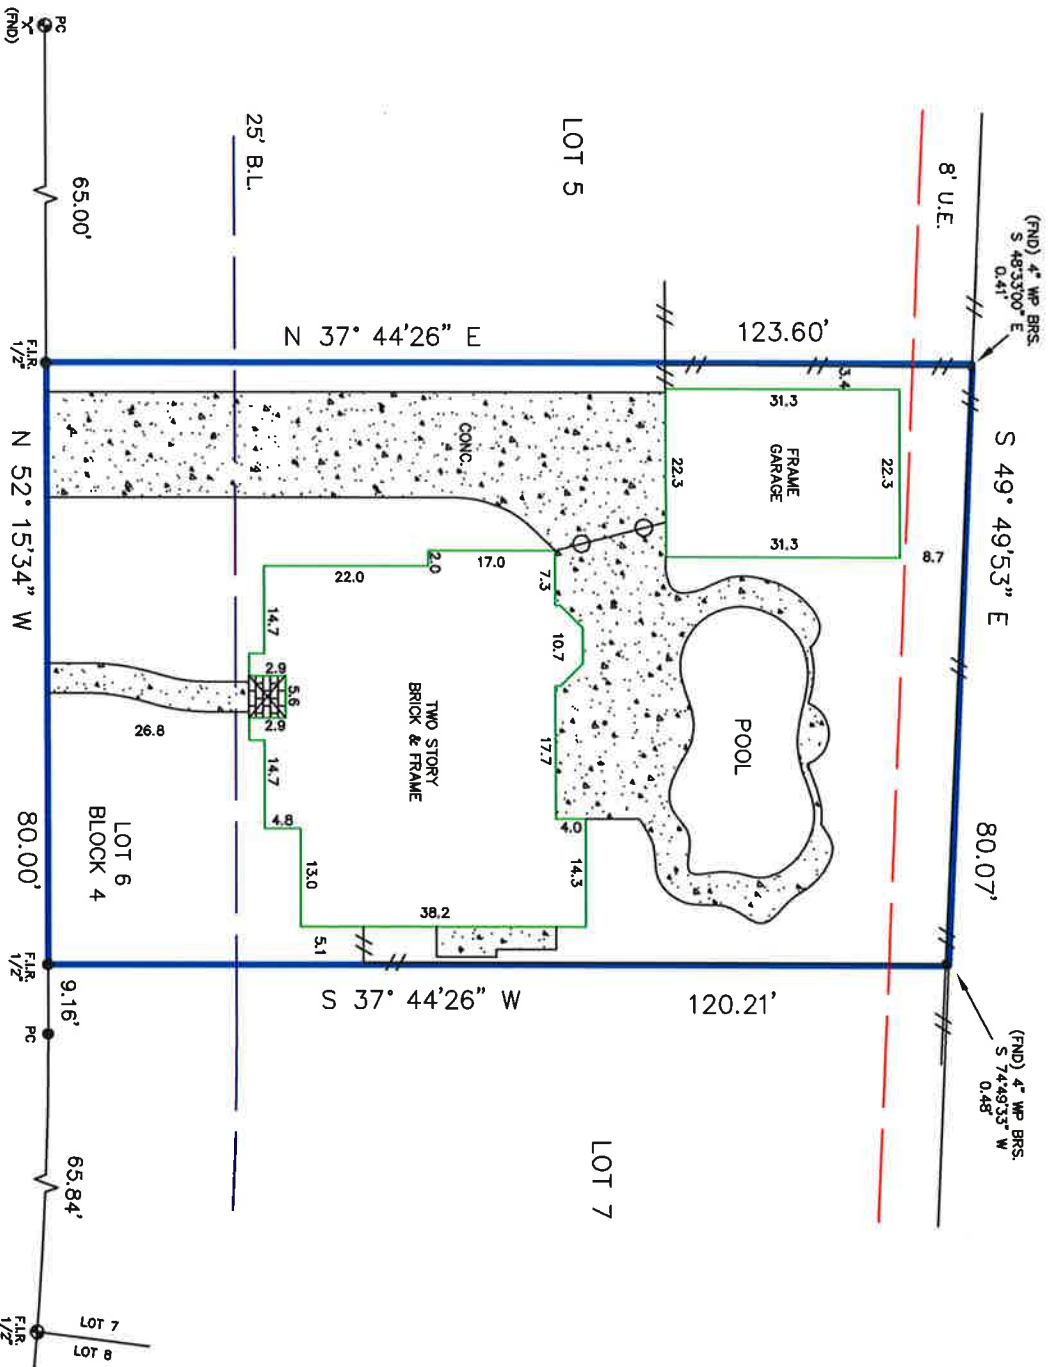 PC
"X"
(FND)
65.00'
25' B.L.
LOT 5
8' U.E.
(FND) 4" WP BRS.
S 48°33'00" E
0.41'
F.I.R.
1/2"
N 37° 44'26" E
123.60'
3.4
31.3
22.3
FRAME
GARAGE
22.3
31.3
8.7
S 49° 49'53" E
80.07'
CONC.
N 52° 15'34" W
80.00'
22.0
2.0
17.0
7.3
10.7
17.7
4.0
14.3
38.2
5.1
13.0
4.8
14.7
2.9
5.6
2.9
14.7
26.8
TWO STORY
BRICK & FRAME
POOL
LOT 6
BLOCK 4
F.I.R.
1/2"
9.16'
PC
S 37° 44'26" W
120.21'
(FND) 4" WP BRS.
S 74°49'33" W
0.48'
LOT 7
65.84'
LOT 7
LOT 8
F.I.R.
1/2"